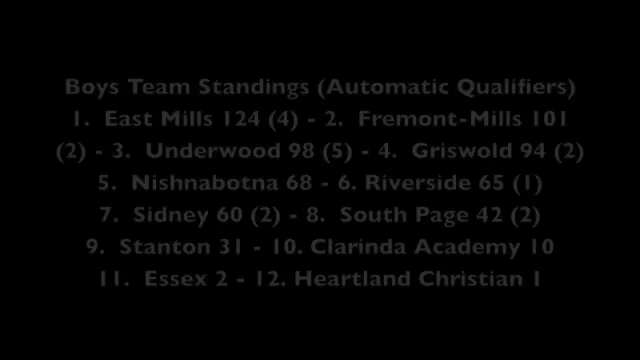 Boys Team Standings (Automatic Qualifiers)
1. East Mills 124 (4) - 2. Fremont-Mills 101
(2) - 3. Underwood 98 (5) - 4. Griswold 94 (2)
5. Nishnabotna 68 - 6. Riverside 65 (1)
7. Sidney 60 (2) - 8. South Page 42 (2)
9. Stanton 31 - 10. Clarinda Academy 10
11. Essex 2 - 12. Heartland Christian 1